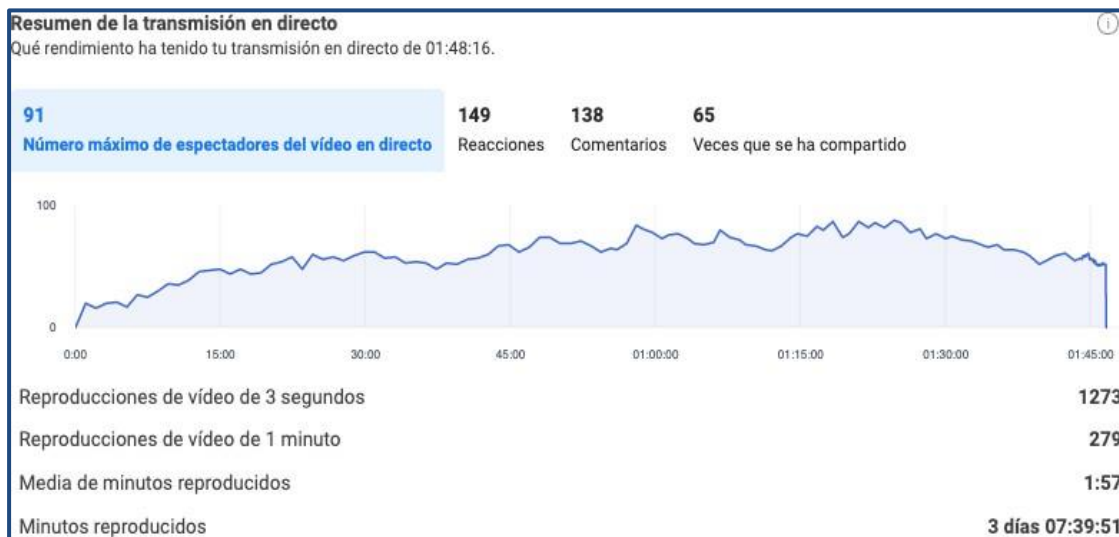 Resumen de la transmisión en directo
Qué rendimiento ha tenido tu transmisión en directo de 01:48:16.
91 149 138 65
Número máximo de espectadores del vídeo en directo Reacciones Comentarios Veces que se ha compartido
100
0
0:00 15:00 30:00 45:00 01:00:00 01:15:00 01:30:00 01:45:00
Reproducciones de vídeo de 3 segundos 1273
Reproducciones de vídeo de 1 minuto 279
Media de minutos reproducidos 1:57
Minutos reproducidos 3 días 07:39:51